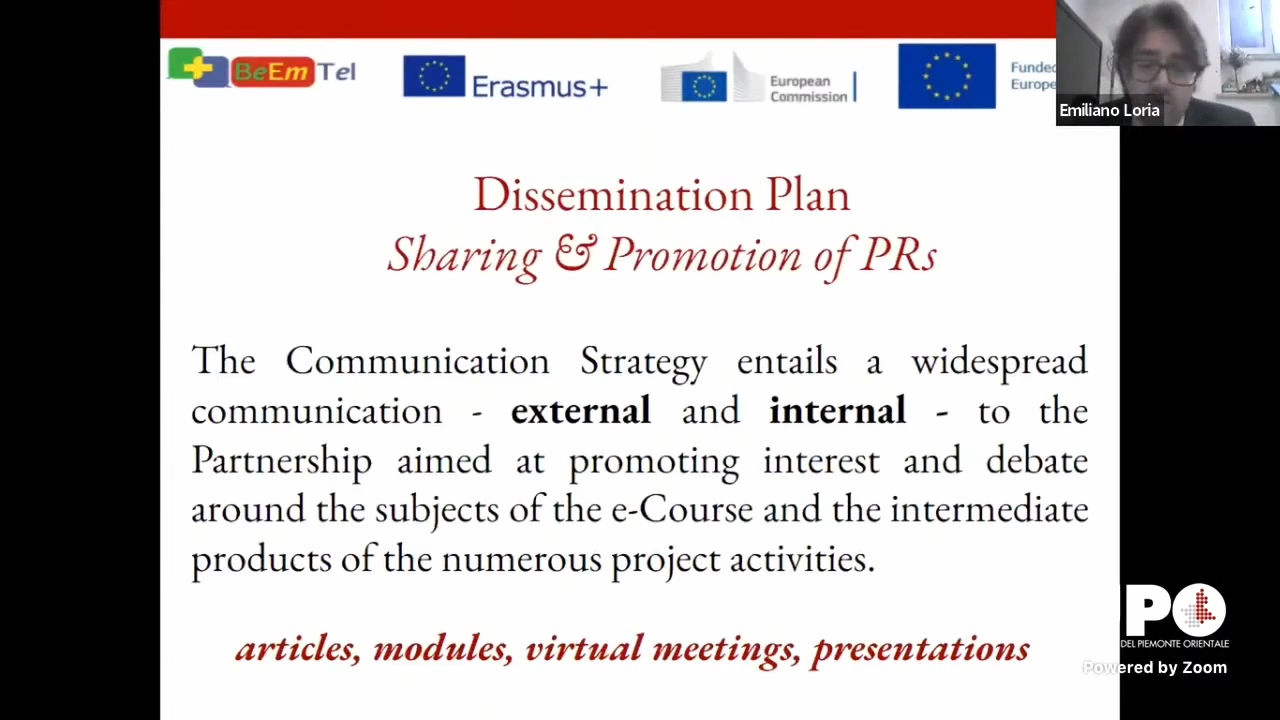 BeEm Tel
Erasmus+
European
Commission
Funded
Europe
Emiliano Loria
Dissemination Plan
Sharing & Promotion of PRs
The Communication Strategy entails a widespread
communication - external and internal - to the
Partnership aimed at promoting interest and debate
around the subjects of the e-Course and the intermediate
products of the numerous project activities.
articles, modules, virtual meetings, presentations
PO
DEL PIEMONTE ORIENTALE
Powered by Zoom